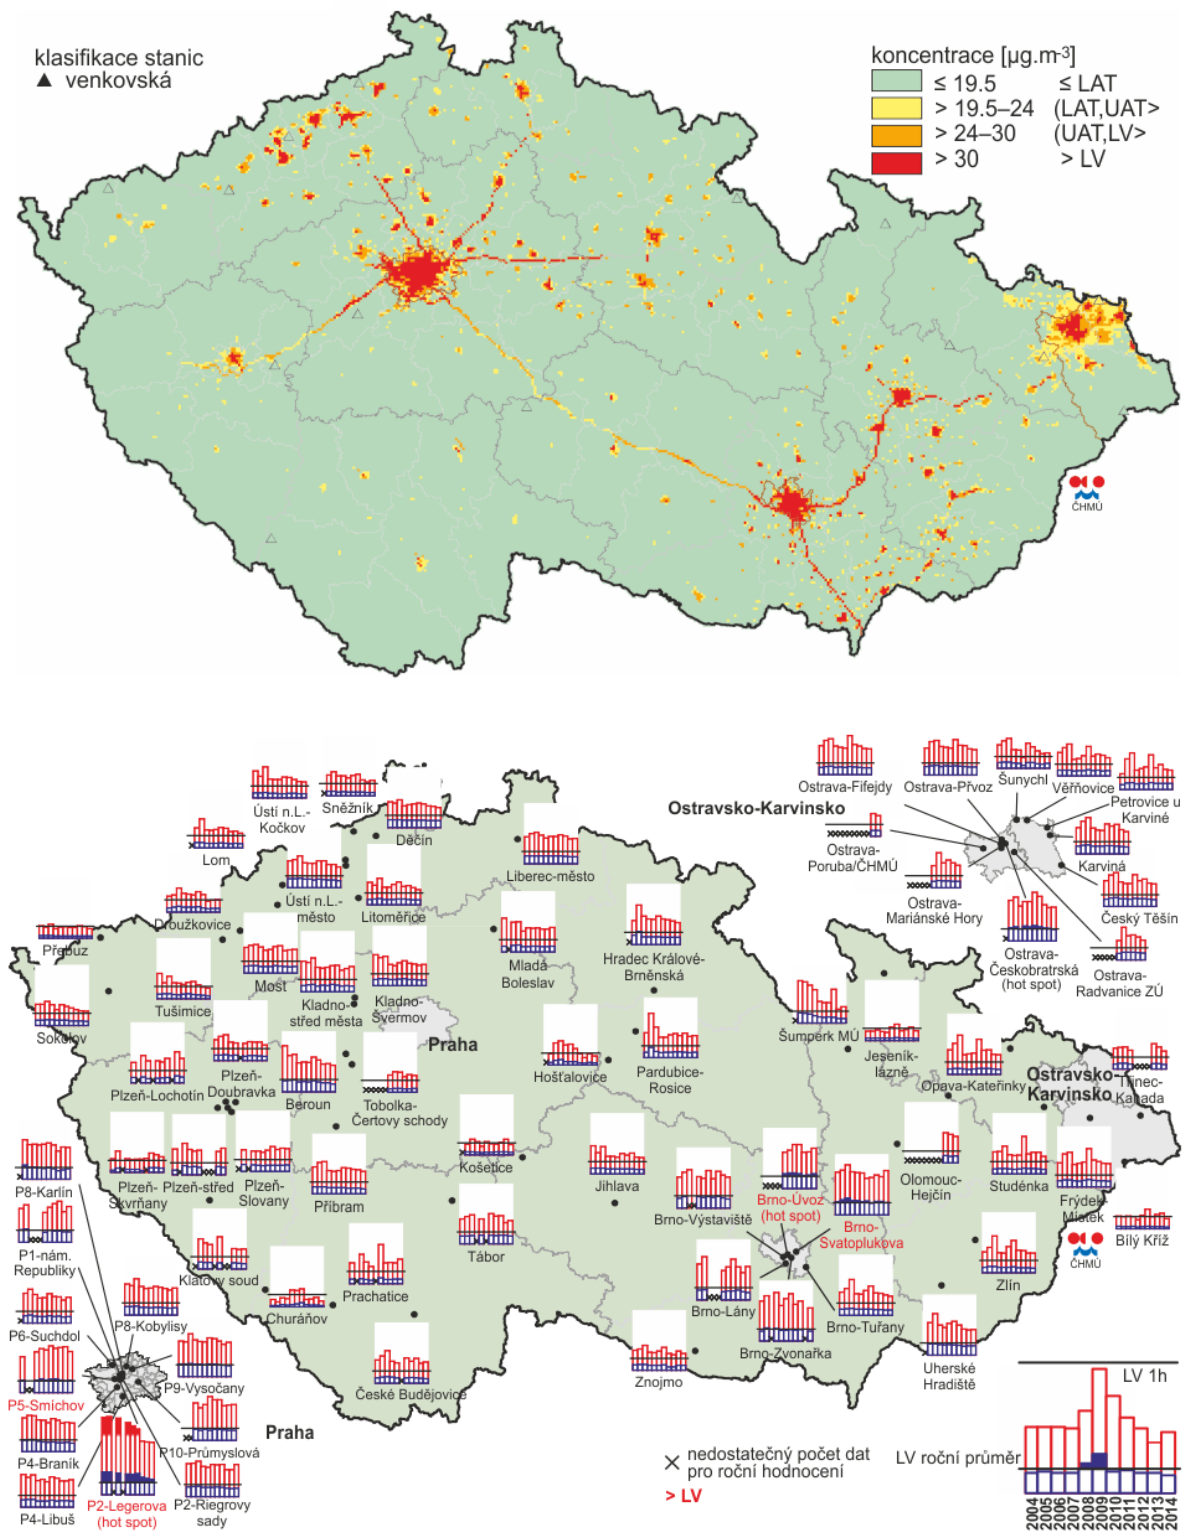 klasifikace stanic
▲ venkovská
koncentrace [µg.m-3]
≤ 19.5 ≤ LAT
> 19.5–24 (LAT,UAT>
> 24–30 (UAT,LV>
> 30 > LV
ČHMÚ
Ústí n.L.-
Kočkov
Sněžník
Děčín
Lom
Liberec-město
Ústí n.L.-
město
Litoměřice
Droužkovice
Přebuz
Most
Tušimice
Kladno-
střed města
Kladno-
Švermov
Mladá
Boleslav
Hradec Králové-
Brněnská
Sokolov
Plzeň-Lochotín
Plzeň-
Doubravka
Beroun
Praha
Tobolka-
Čertovy schody
Hošťalovice
Pardubice-
Rosice
Šumperk MÚ
Jeseník-
lázně
Opava-Kateřinky
Ostravsko-Karvinsko
Ostrava-Fifejdy
Ostrava-Přvoz
Šunychl
Věřňovice
Petrovice u
Karviné
Ostrava-
Poruba/ČHMÚ
Karviná
Ostrava-
Mariánské Hory
Český Těšín
Ostrava-
Českobratrská
(hot spot)
Ostrava-
Radvanice ZÚ
Ostravsko-
Karvinsko
Třinec-
Kanada
P8-Karlín
Plzeň-
Skvrňany
Plzeň-střed
Plzeň-
Slovany
Příbram
Košetice
Jihlava
Brno-Výstaviště
Brno-Úvoz
(hot spot)
Brno-
Svatoplukova
Olomouc-
Hejčín
Studénka
Frýdek-
Místek
Bílý Kříž
ČHMÚ
P1-nám.
Republiky
Klatovy soud
Churáňov
Prachatice
Tábor
Brno-Lány
Brno-Zvonařka
Brno-Tuřany
Zlín
P6-Suchdol
P8-Kobylisy
P9-Vysočany
České Budějovice
Znojmo
Uherské
Hradiště
P5-Smíchov
P4-Braník
P10-Průmyslová
Praha
P4-Libuš
P2-Legerova
(hot spot)
P2-Riegrovy
sady
× nedostatečný počet dat
pro roční hodnocení
> LV
LV 1h
LV roční průměr
2004
2005
2006
2007
2008
2009
2010
2011
2012
2013
2014